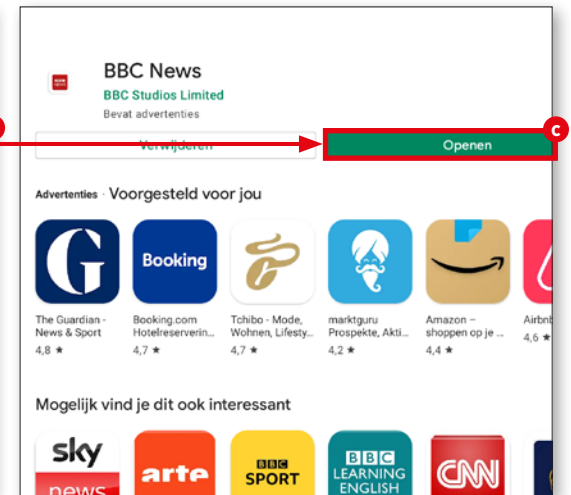 BBC News
BBC Studios Limited
Bevat advertenties
Verwijderen
Openen
C
Advertenties · Voorgesteld voor jou
G
Booking
The Guardian -
News & Sport
4,8 ★
Booking.com
Hotelreserverin...
4,7 ★
Tchibo - Mode,
Wohnen, Lifesty...
4,7 ★
marktguru
Prospekte, Akti...
4,2 ★
Amazon –
shoppen op je ...
4,4 ★
Airbnb
4,6 ★
Mogelijk vind je dit ook interessant
sky
news
arte
BBC
SPORT
BBC
LEARNING
ENGLISH
CNN